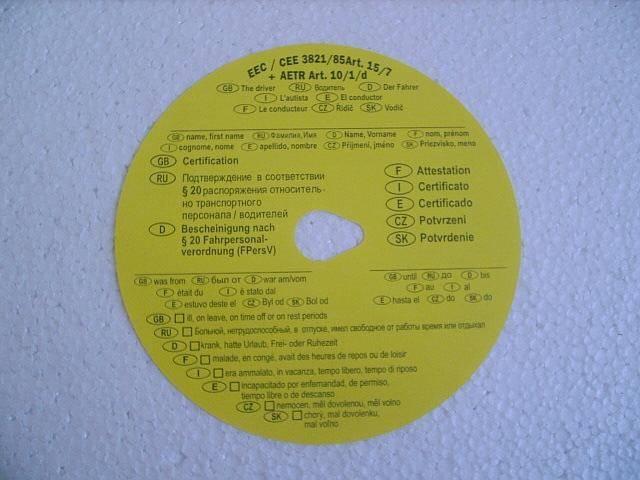 EEC / CEE 3821/85Art. 15/7
+ AETR Art. 10/1/d
GB The driver RU Водитель D Der Fahrer
I L'autista E El conductor
F Le conducteur CZ Řidič SK Vodič
GB name, first name RU Фамилия,Имя D Name, Vorname F nom, prénom
I cognome, nome E apellido, nombre CZ Příjmení, jméno SK Priezvisko, meno
GB Certification
RU Подтверждение в соответствии
§ 20 распоряжения относитель-
но транспортного
персонала / водителей
D Bescheinigung nach
§ 20 Fahrpersonal-
verordnung (FPersV)
F Attestation
I Certificato
E Certificado
CZ Potvrzeni
SK Potvrdenie
GB was from RU был от D war am/vom
F était du I è stato dal
E estuvo deste el CZ Byl od SK Bol od
GB until RU до D bis
F au I al
E hasta el CZ do SK do
GB ill, on leave, on time off or on rest periods
RU Больной, нетрудоспособный, в отпуске, имел свободное от работы время или отдыхал
D krank, hatte Urlaub, Frei- oder Ruhezeit
F malade, en congé, avait des heures de repos ou de loisir
I era ammalato, in vacanza, tempo libero, tempo di riposo
E incapacitado por enfermandad, de permiso,
tiempo libre o de descanso
CZ nemocen, měl dovolenou, měl volno
SK chorý, mal dovolenku,
mal voľno